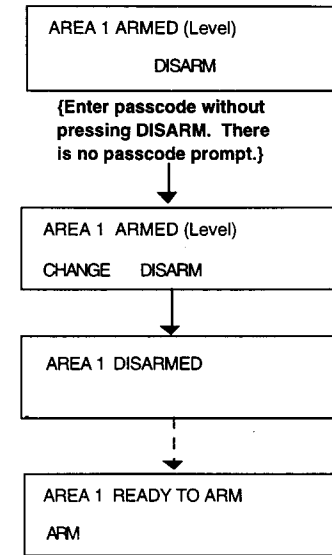 AREA 1 ARMED (Level)
DISARM
{Enter passcode without
pressing DISARM. There
is no passcode prompt.}
AREA 1 ARMED (Level)
CHANGE DISARM
AREA 1 DISARMED
AREA 1 READY TO ARM
ARM